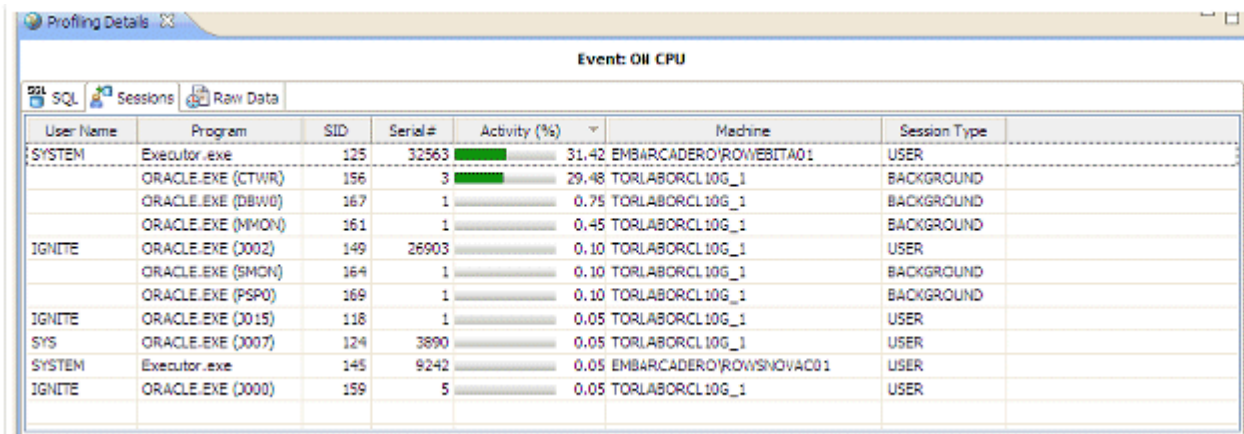 Profiling Details
Event: On CPU
SQL Sessions Raw Data
User Name Program SID Serial# Activity (%) Machine Session Type
SYSTEM Executor.exe 125 32563 31.42 EMBARCADERO\ROWEBITA01 USER
ORACLE.EXE (CTWR) 156 3 29.48 TORLABORCL10G_1 BACKGROUND
ORACLE.EXE (DBW0) 167 1 0.75 TORLABORCL10G_1 BACKGROUND
ORACLE.EXE (MMON) 161 1 0.45 TORLABORCL10G_1 BACKGROUND
IGNITE ORACLE.EXE (J002) 149 26903 0.10 TORLABORCL10G_1 USER
ORACLE.EXE (SMON) 164 1 0.10 TORLABORCL10G_1 BACKGROUND
ORACLE.EXE (PSP0) 169 1 0.10 TORLABORCL10G_1 BACKGROUND
IGNITE ORACLE.EXE (J015) 118 1 0.05 TORLABORCL10G_1 USER
SYS ORACLE.EXE (J007) 124 3890 0.05 TORLABORCL10G_1 USER
SYSTEM Executor.exe 145 9242 0.05 EMBARCADERO\ROWSNOVAC01 USER
IGNITE ORACLE.EXE (J000) 159 5 0.05 TORLABORCL10G_1 USER